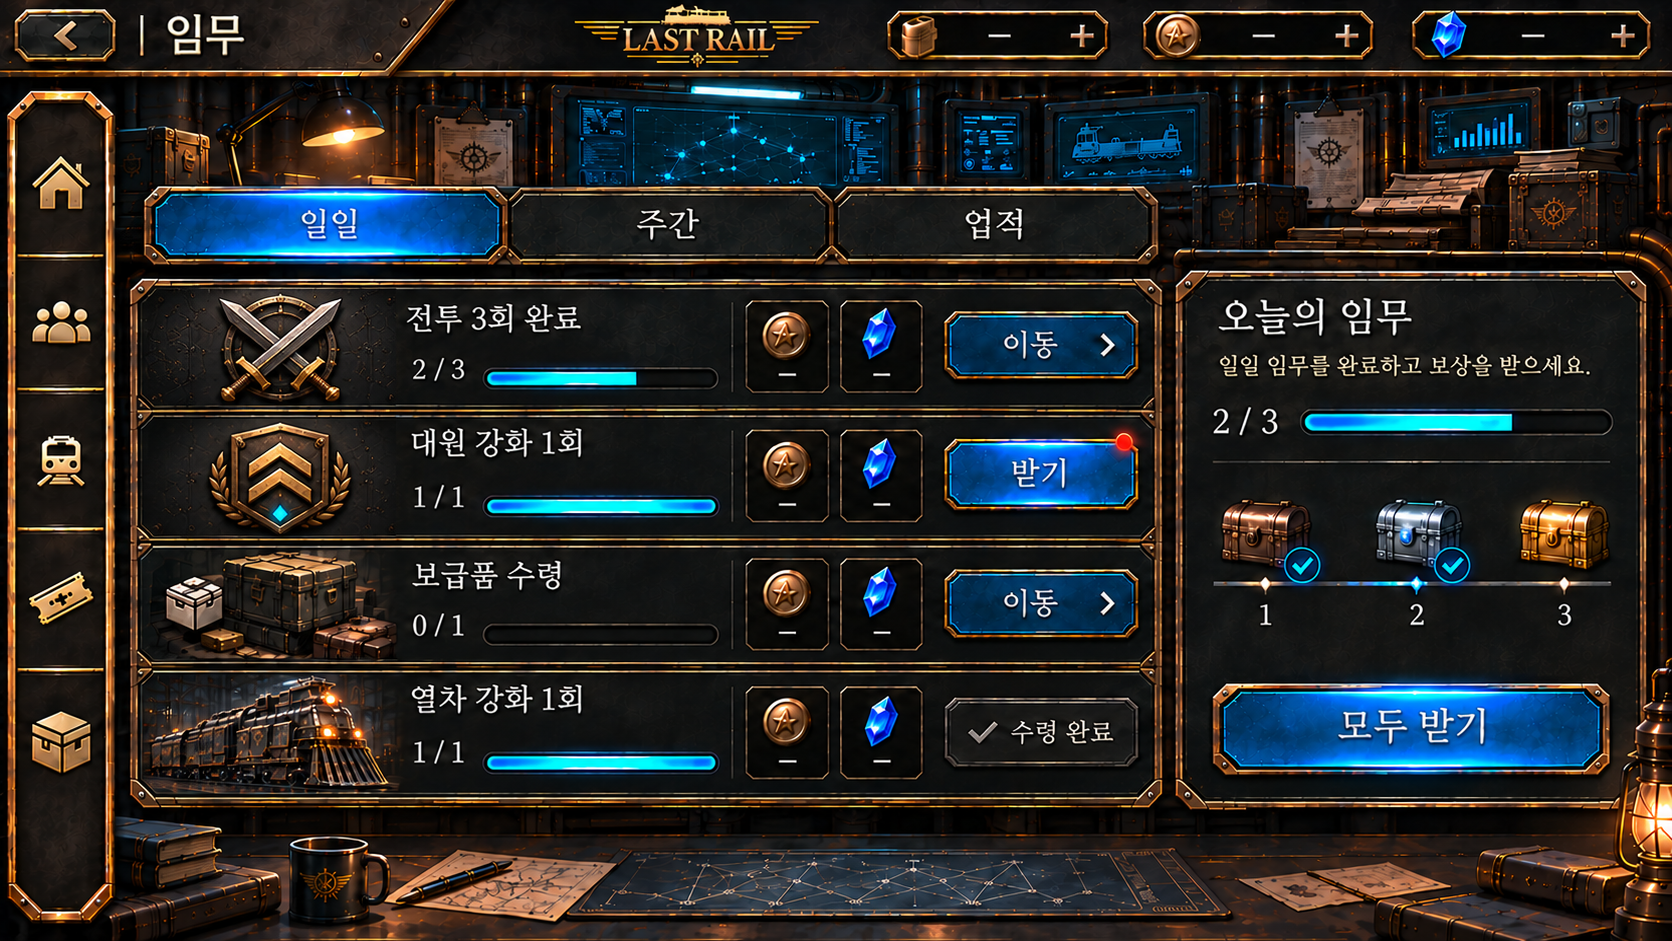 임무
LAST RAIL
일일
주간
업적
전투 3회 완료
2 / 3
이동
대원 강화 1회
1 / 1
받기
보급품 수령
0 / 1
이동
열차 강화 1회
1 / 1
수령 완료
오늘의 임무
일일 임무를 완료하고 보상을 받으세요.
2 / 3
1
2
3
모두 받기